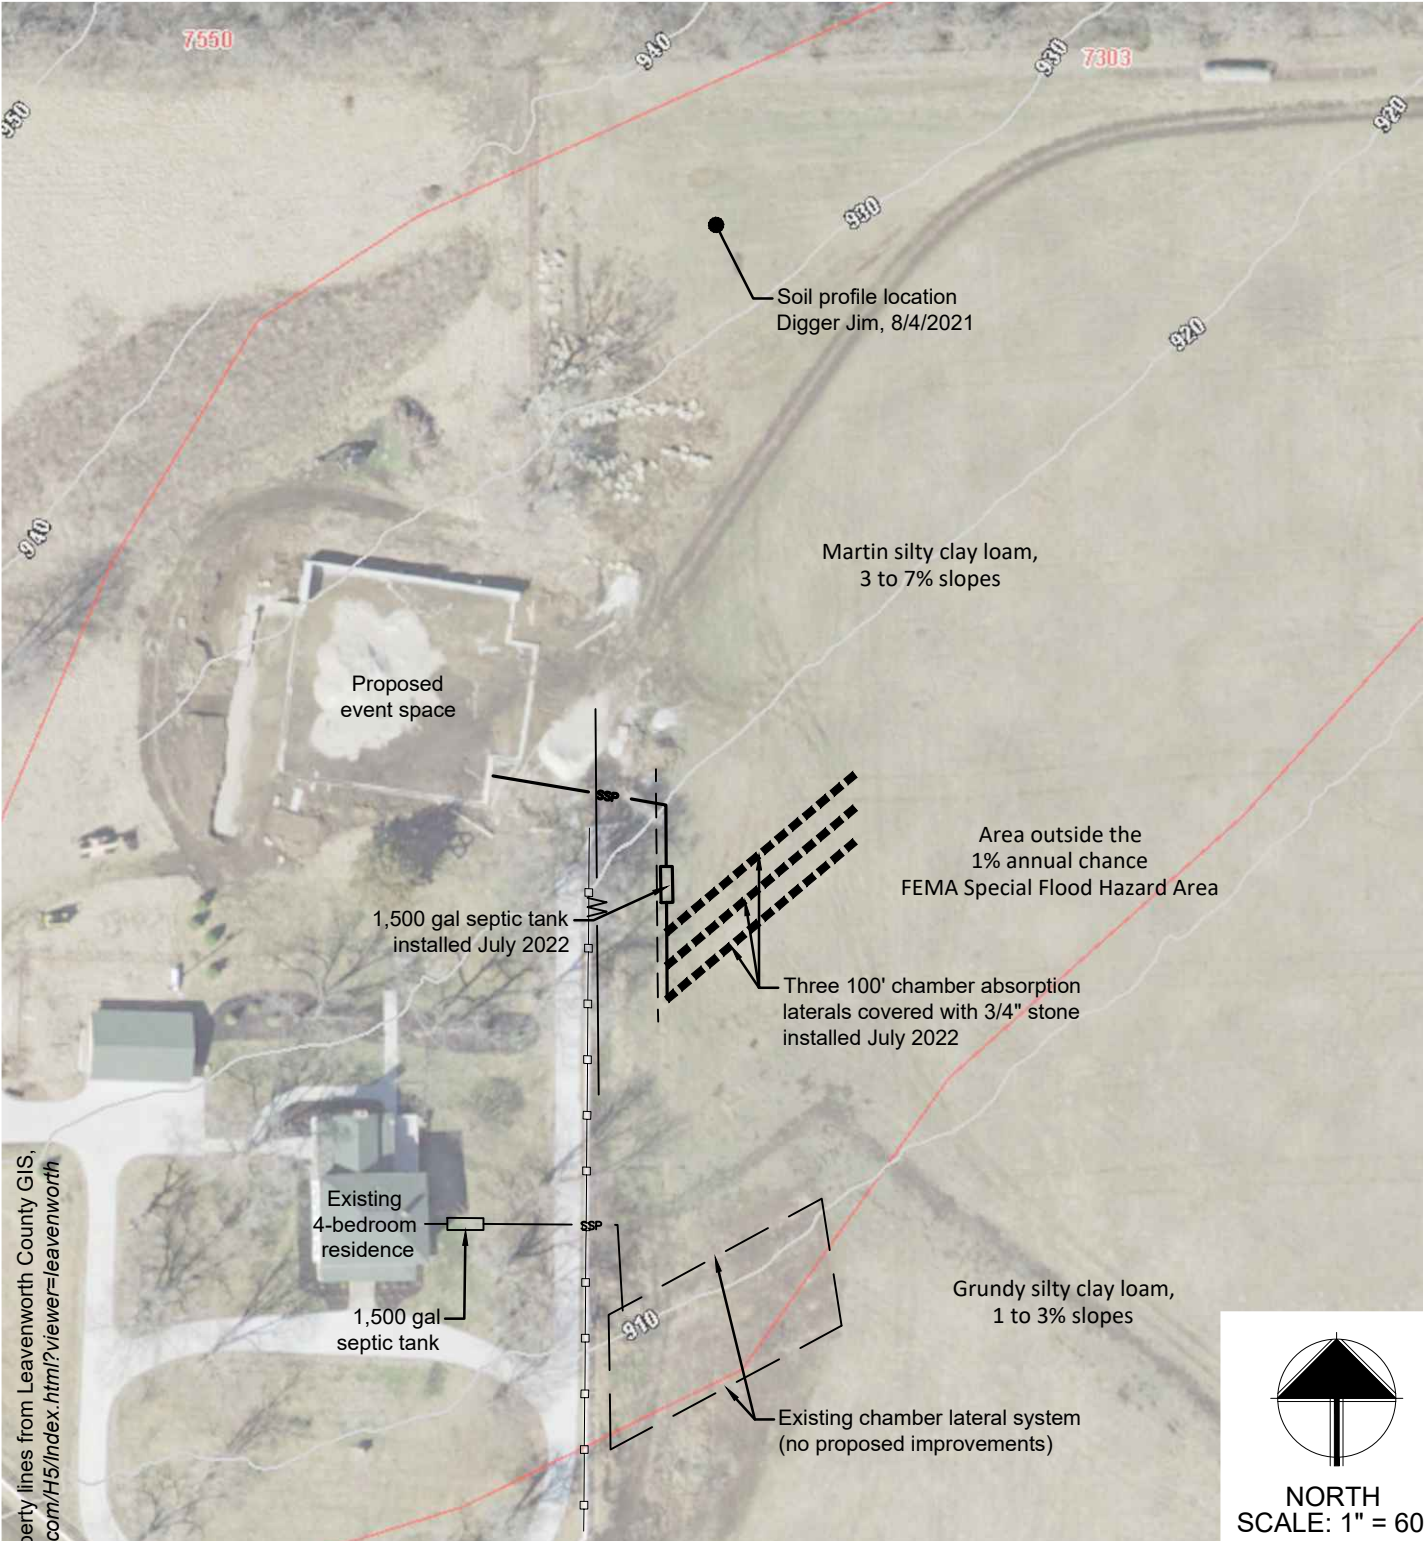 7550
940
930
7303
950
920
930
Soil profile location
Digger Jim, 8/4/2021
920
940
Martin silty clay loam,
3 to 7% slopes
Proposed
event space
SSP
Area outside the
1% annual chance
FEMA Special Flood Hazard Area
1,500 gal septic tank
installed July 2022
Three 100' chamber absorption
laterals covered with 3/4" stone
installed July 2022
Existing
4-bedroom
residence
SSP
1,500 gal
septic tank
910
Grundy silty clay loam,
1 to 3% slopes
Existing chamber lateral system
(no proposed improvements)
perty lines from Leavenworth County GIS,
com/H5/Index.html?viewer=leavenworth
NORTH
SCALE: 1" = 60